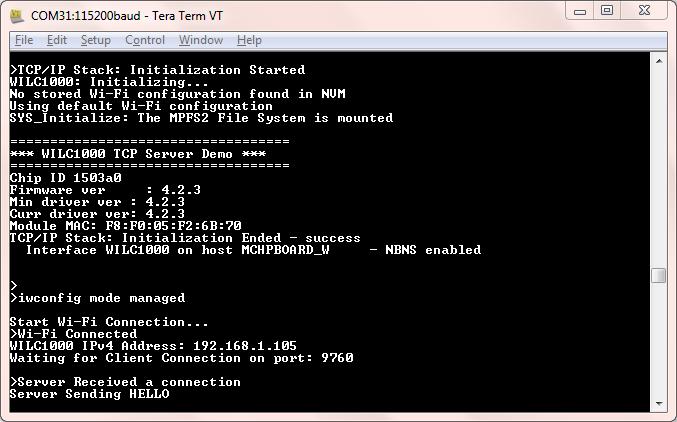 COM31:115200baud - Tera Term VT
File Edit Setup Control Window Help
>TCP/IP Stack: Initialization Started
WILC1000: Initializing...
No stored Wi-Fi configuration found in NVM
Using default Wi-Fi configuration
SYS_Initialize: The MPFS2 File System is mounted
===================================
*** WILC1000 TCP Server Demo ***
===================================
Chip ID 1503a0
Firmware ver     : 4.2.3
Min driver ver : 4.2.3
Curr driver ver: 4.2.3
Module MAC: F8:F0:05:F2:6B:70
TCP/IP Stack: Initialization Ended - success
  Interface WILC1000 on host MCHPBOARD_W     - NBNS enabled
>
>iwconfig mode managed
Start Wi-Fi Connection...
>Wi-Fi Connected
WILC1000 IPv4 Address: 192.168.1.105
Waiting for Client Connection on port: 9760
>Server Received a connection
Server Sending HELLO